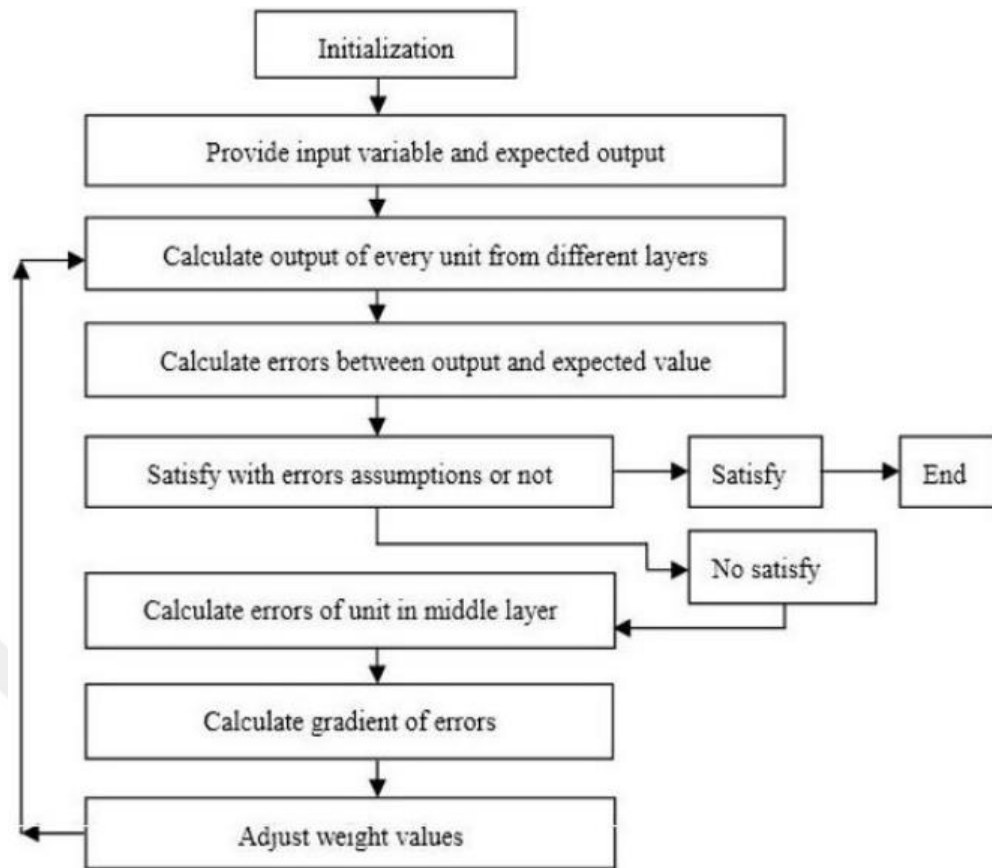 Initialization
Provide input variable and expected output
Calculate output of every unit from different layers
Calculate errors between output and expected value
Satisfy with errors assumptions or not
Satisfy
End
No satisfy
Calculate errors of unit in middle layer
Calculate gradient of errors
Adjust weight values